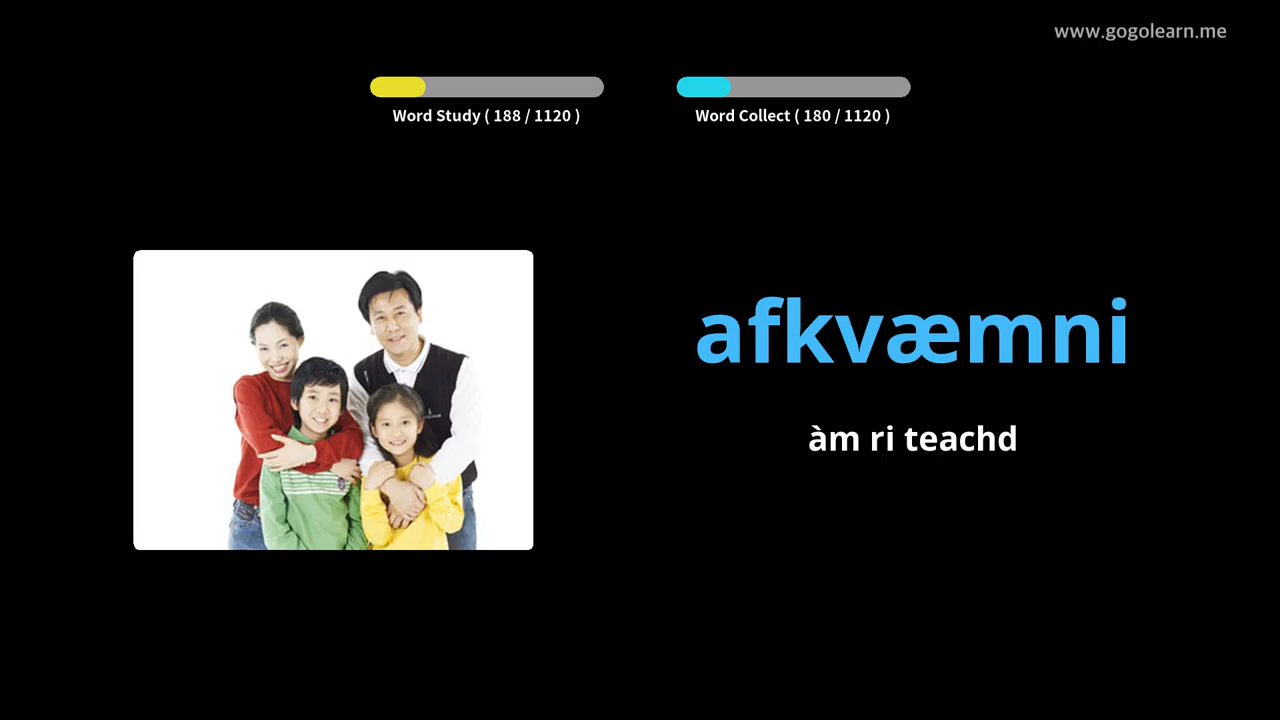 www.gogolearn.me
Word Study ( 188 / 1120 )
Word Collect ( 180 / 1120 )
afkvæmni
àm ri teachd